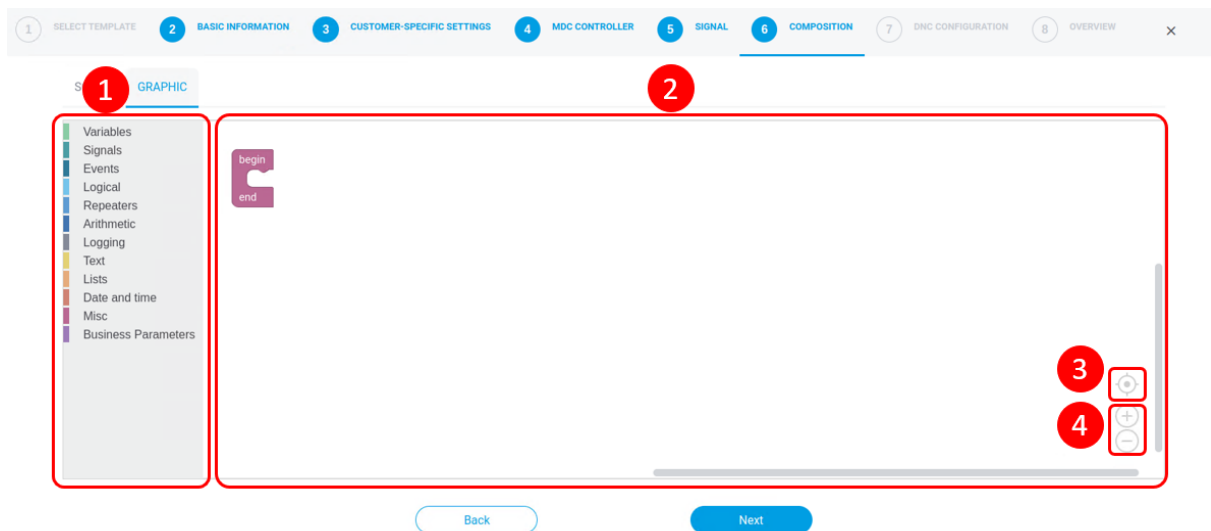 1 SELECT TEMPLATE 2 BASIC INFORMATION 3 CUSTOMER-SPECIFIC SETTINGS 4 MDC CONTROLLER 5 SIGNAL 6 COMPOSITION 7 DNC CONFIGURATION 8 OVERVIEW ×
1 GRAPHIC 2
Variables
Signals
Events
Logical
Repeaters
Arithmetic
Logging
Text
Lists
Date and time
Misc
Business Parameters
begin
end
3
4
Back Next